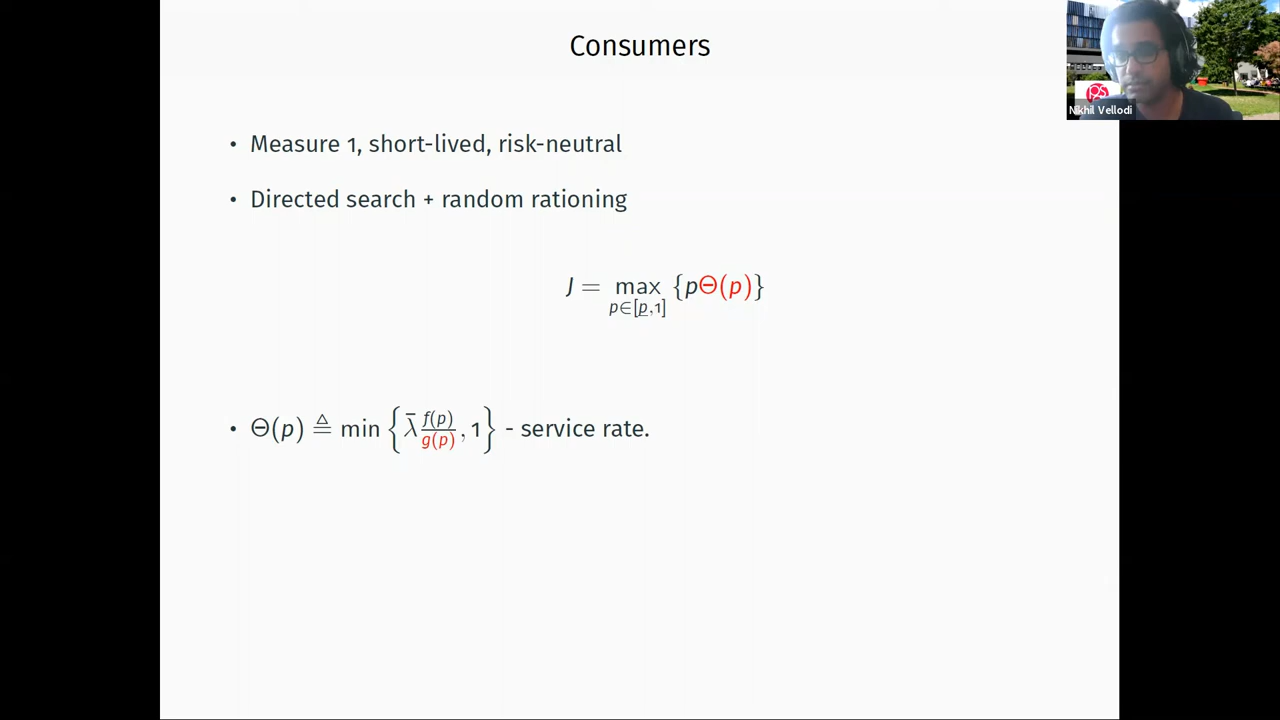 Consumers
• Measure 1, short-lived, risk-neutral
• Directed search + random rationing
J = max {pΘ(p)}
p∈[p̲,1]
• Θ(p) ≜ min { λ̄ f(p)/g(p) , 1 } - service rate.
Nikhil Vellodi